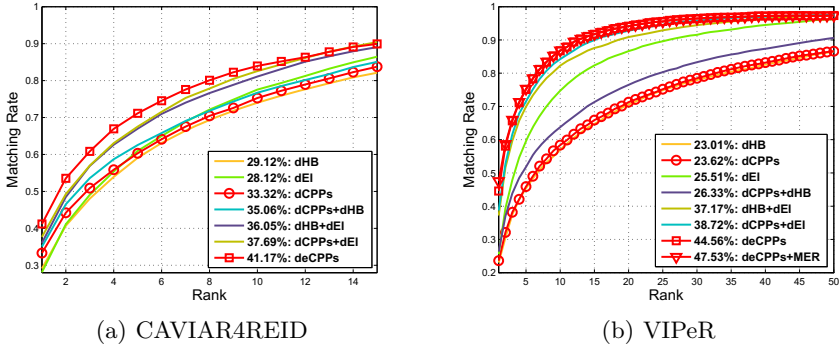 1
0.9
0.8
0.7
0.6
0.5
0.4
0.3
Matching Rate
2 4 6 8 10 12 14
Rank
29.12%: dHB
28.12%: dEI
33.32%: dCPPs
35.06%: dCPPs+dHB
36.05%: dHB+dEI
37.69%: dCPPs+dEI
41.17%: deCPPs
(a) CAVIAR4REID
1
0.9
0.8
0.7
0.6
0.5
0.4
0.3
0.2
Matching Rate
5 10 15 20 25 30 35 40 45 50
Rank
23.01%: dHB
23.62%: dCPPs
25.51%: dEI
26.33%: dCPPs+dHB
37.17%: dHB+dEI
38.72%: dCPPs+dEI
44.56%: deCPPs
47.53%: deCPPs+MER
(b) VIPeR